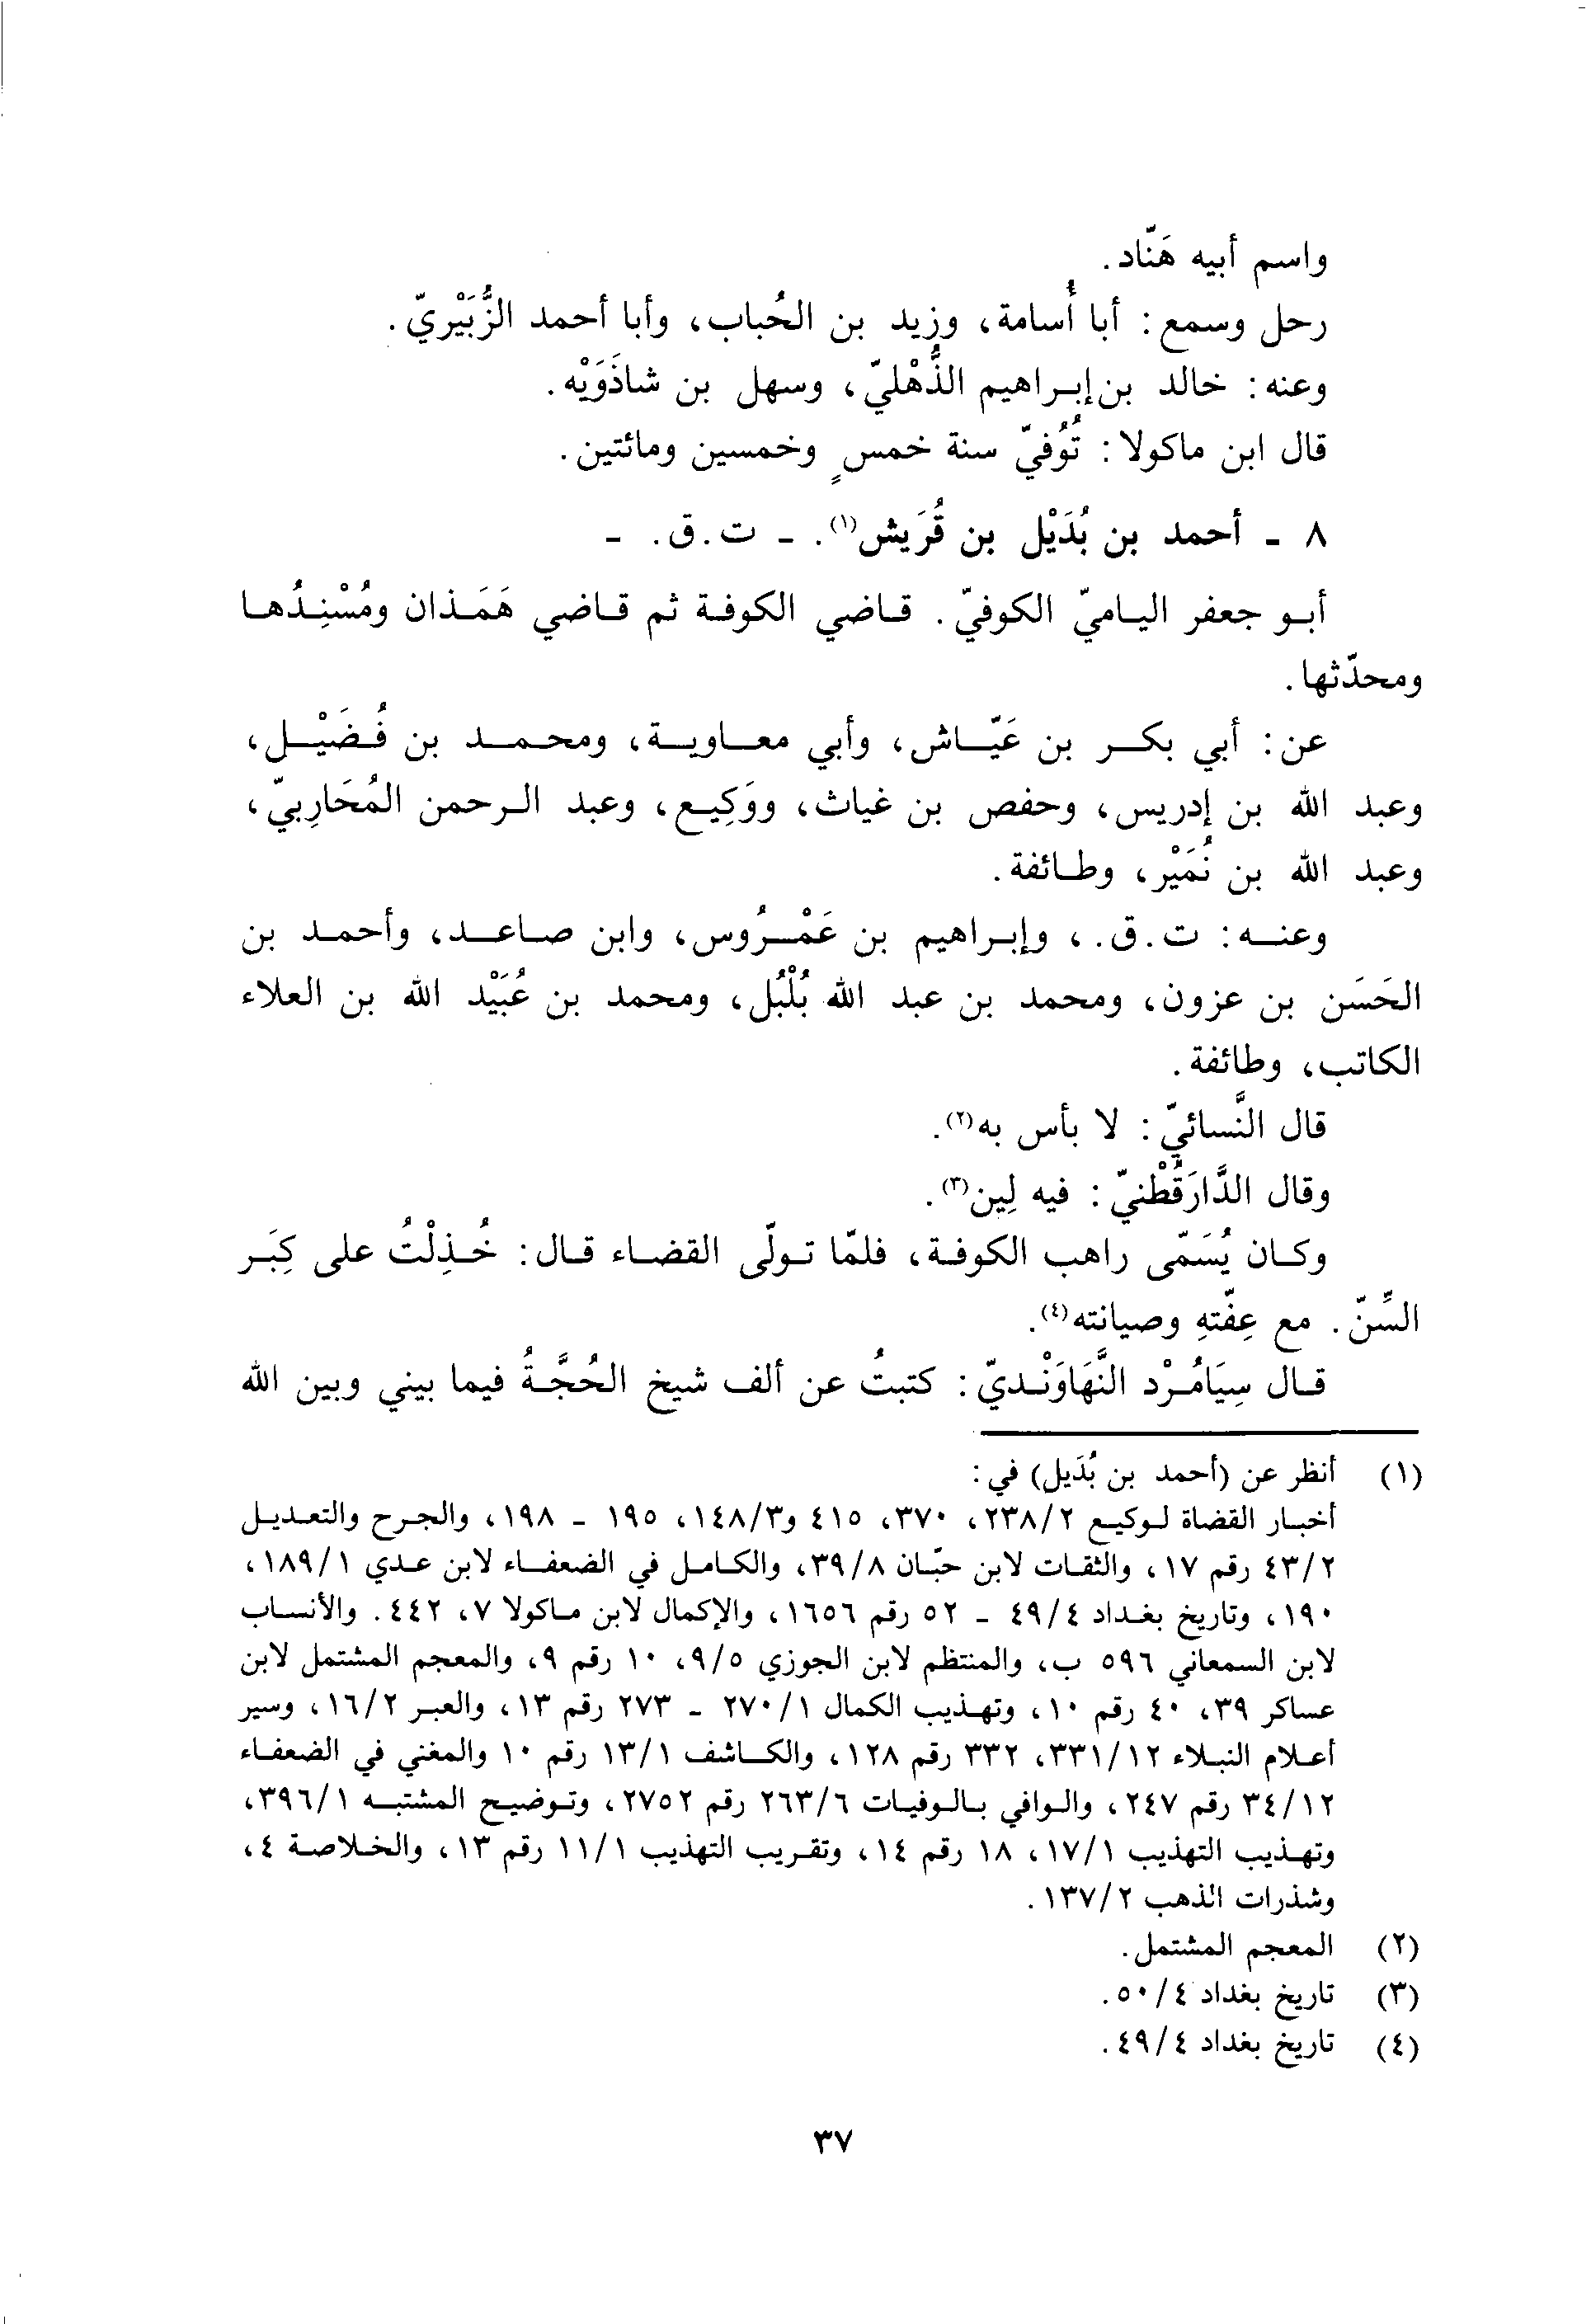 واسم أبيه هَنّاد.
رحل وسمع: أبا أُسامة، وزيد بن الحُباب، وأبا أحمد الزُّبَيْريّ.
وعنه: خالد بن إبراهيم الذُّهْليّ، وسهل بن شاذَوَيْه.
قال ابن ماكولا: تُوُفيّ سنة خمسٍ وخمسين ومائتين.
٨ - أحمد بن بُدَيْل بن قُرَيش(١). - ت.ق. -
أبو جعفر الياميّ الكوفيّ. قاضي الكوفة ثم قاضي هَمَذان ومُسْنِدُها
ومحدّثها.
عن: أبي بكر بن عَيّاش، وأبي معاوية، ومحمد بن فُضَيْل،
وعبد الله بن إدريس، وحفص بن غياث، ووَكِيع، وعبد الرحمن المُحَارِبيّ،
وعبد الله بن نُمَيْر، وطائفة.
وعنه: ت.ق.، وإبراهيم بن عَمْرُوس، وابن صاعد، وأحمد بن
الحَسَن بن عزون، ومحمد بن عبد الله بُلْبُل، ومحمد بن عُبَيْد الله بن العلاء
الكاتب، وطائفة.
قال النَّسائيّ: لا بأس به(٢).
وقال الدَّارَقُطْنيّ: فيه لِين(٣).
وكان يُسَمّى راهب الكوفة، فلمّا تولّى القضاء قال: خُذِلْتُ على كِبَر
السِّنّ. مع عِفّتهِ وصيانته(٤).
قال سِيَامُرْد النَّهَاوَنْديّ: كتبتُ عن ألف شيخ الحُجَّةُ فيما بيني وبين الله
(١) أنظر عن (أحمد بن بُدَيل) في:
أخبار القضاة لوكيع ٢٣٨/٢، ٣٧٠، ٤١٥ و١٤٨/٣، ١٩٥ - ١٩٨، والجرح والتعديل
٤٣/٢ رقم ١٧، والثقات لابن حبّان ٣٩/٨، والكامل في الضعفاء لابن عدي ١٨٩/١،
١٩٠، وتاريخ بغداد ٤٩/٤ - ٥٢ رقم ١٦٥٦، والإكمال لابن ماكولا ٧، ٤٤٢. والأنساب
لابن السمعاني ٥٩٦ ب، والمنتظم لابن الجوزي ٩/٥، ١٠ رقم ٩، والمعجم المشتمل لابن
عساكر ٣٩، ٤٠ رقم ١٠، وتهذيب الكمال ٢٧٠/١ - ٢٧٣ رقم ١٣، والعبر ١٦/٢، وسير
أعلام النبلاء ٣٣١/١٢، ٣٣٢ رقم ١٢٨، والكاشف ١٣/١ رقم ١٠ والمغني في الضعفاء
٣٤/١٢ رقم ٢٤٧، والوافي بالوفيات ٢٦٣/٦ رقم ٢٧٥٢، وتوضيح المشتبه ٣٩٦/١،
وتهذيب التهذيب ١٧/١، ١٨ رقم ١٤، وتقريب التهذيب ١١/١ رقم ١٣، والخلاصة ٤،
وشذرات الذهب ١٣٧/٢.
(٢) المعجم المشتمل.
(٣) تاريخ بغداد ٥٠/٤.
(٤) تاريخ بغداد ٤٩/٤.
٣٧